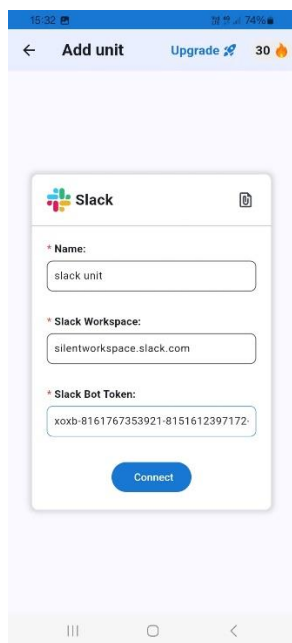 15:32 74%
Add unit Upgrade 30
Slack
* Name:
slack unit
* Slack Workspace:
silentworkspace.slack.com
* Slack Bot Token:
xoxb-8161767353921-8151612397172-
Connect